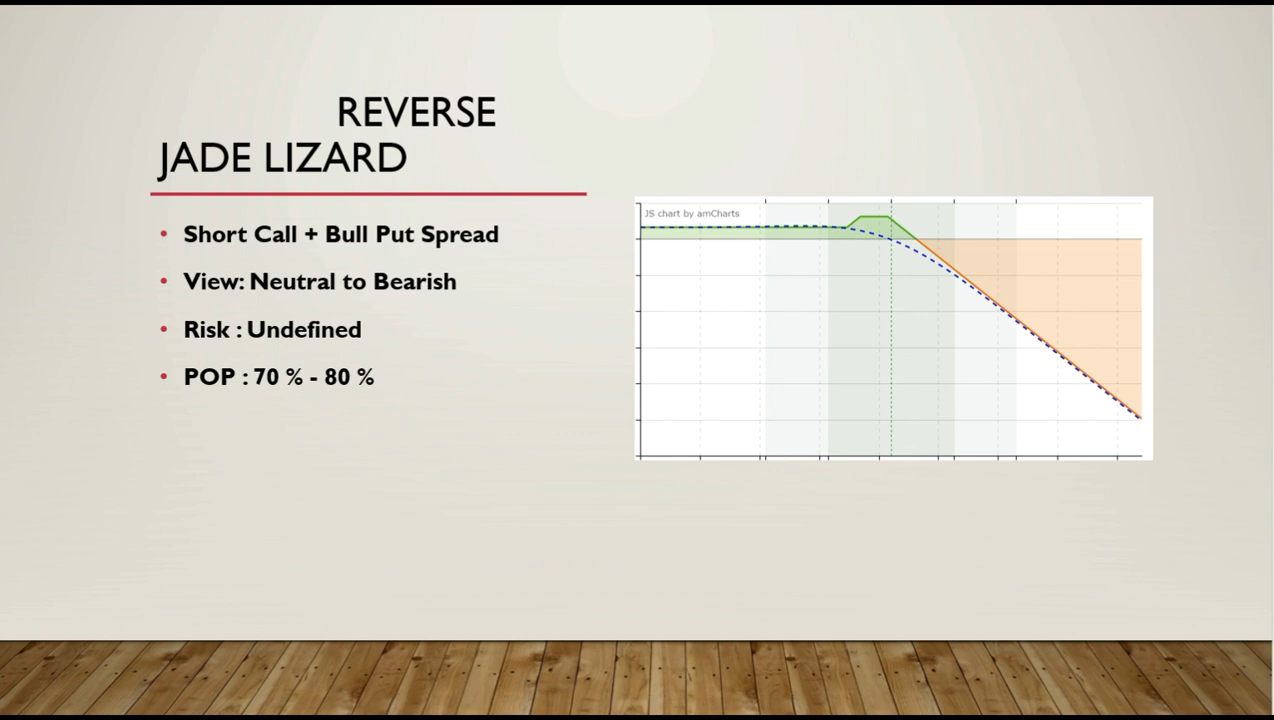 REVERSE
JADE LIZARD
• Short Call + Bull Put Spread
• View: Neutral to Bearish
• Risk : Undefined
• POP : 70 % - 80 %
JS chart by amCharts